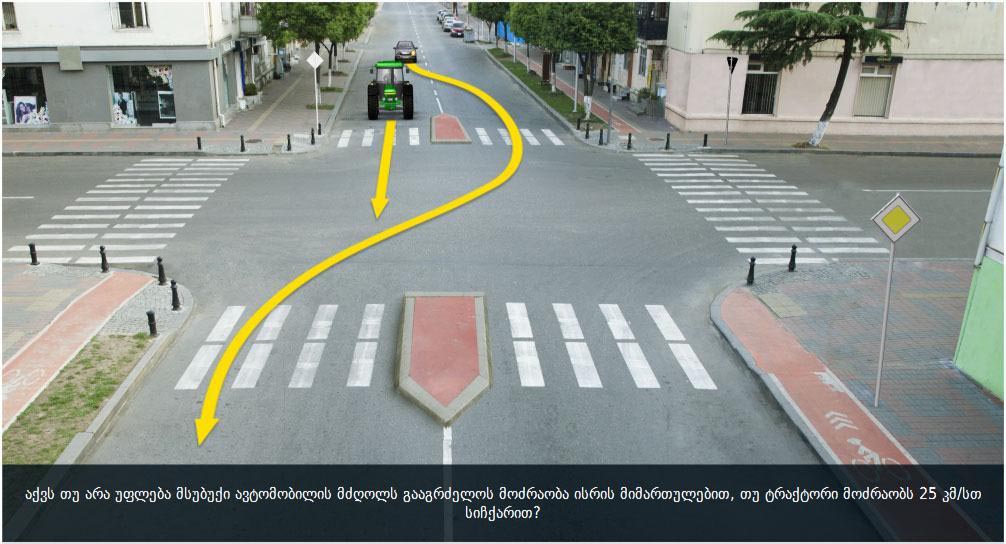 აქვს თუ არა უფლება მსუბუქი ავტომობილის მძღოლს გააგრძელოს მოძრაობა ისრის მიმართულებით, თუ ტრაქტორი მოძრაობს 25 კმ/სთ
სიჩქარით?